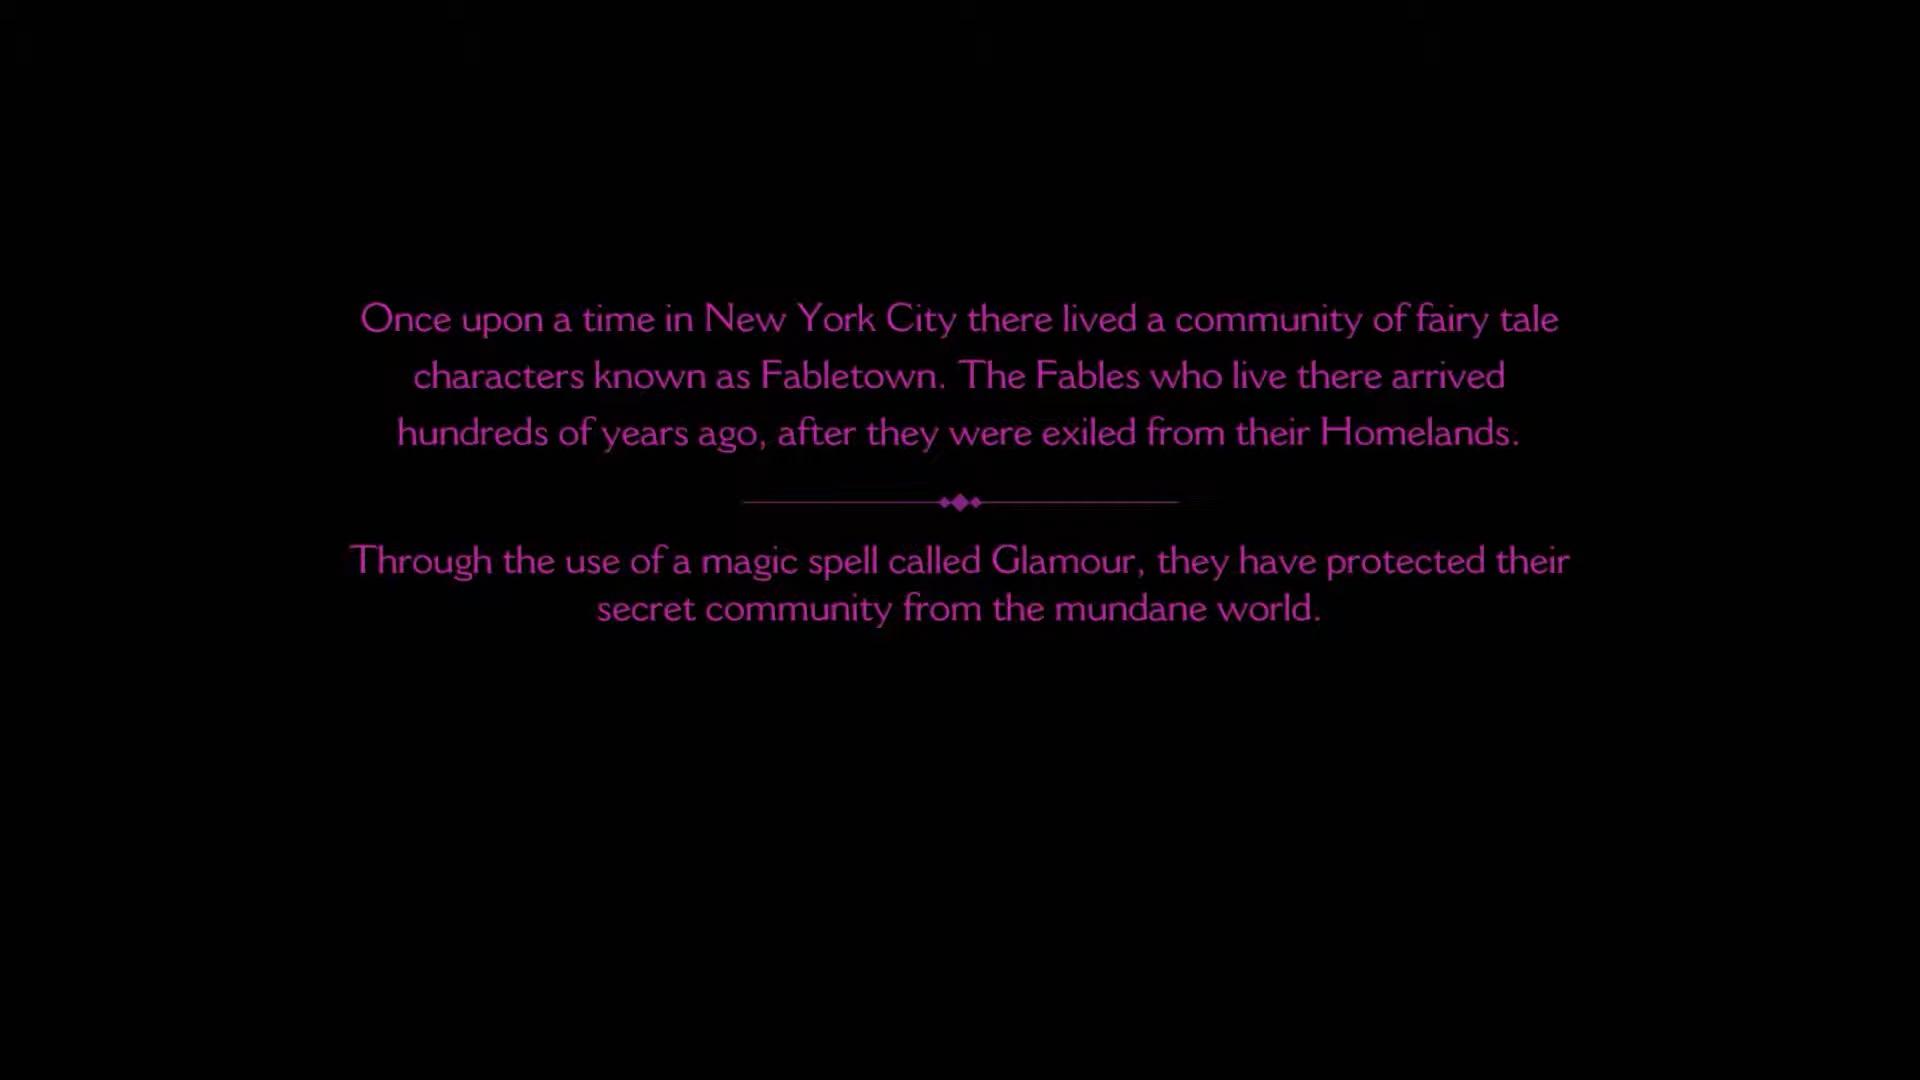 Once upon a time in New York City there lived a community of fairy tale
characters known as Fabletown. The Fables who live there arrived
hundreds of years ago, after they were exiled from their Homelands.
Through the use of a magic spell called Glamour, they have protected their
secret community from the mundane world.